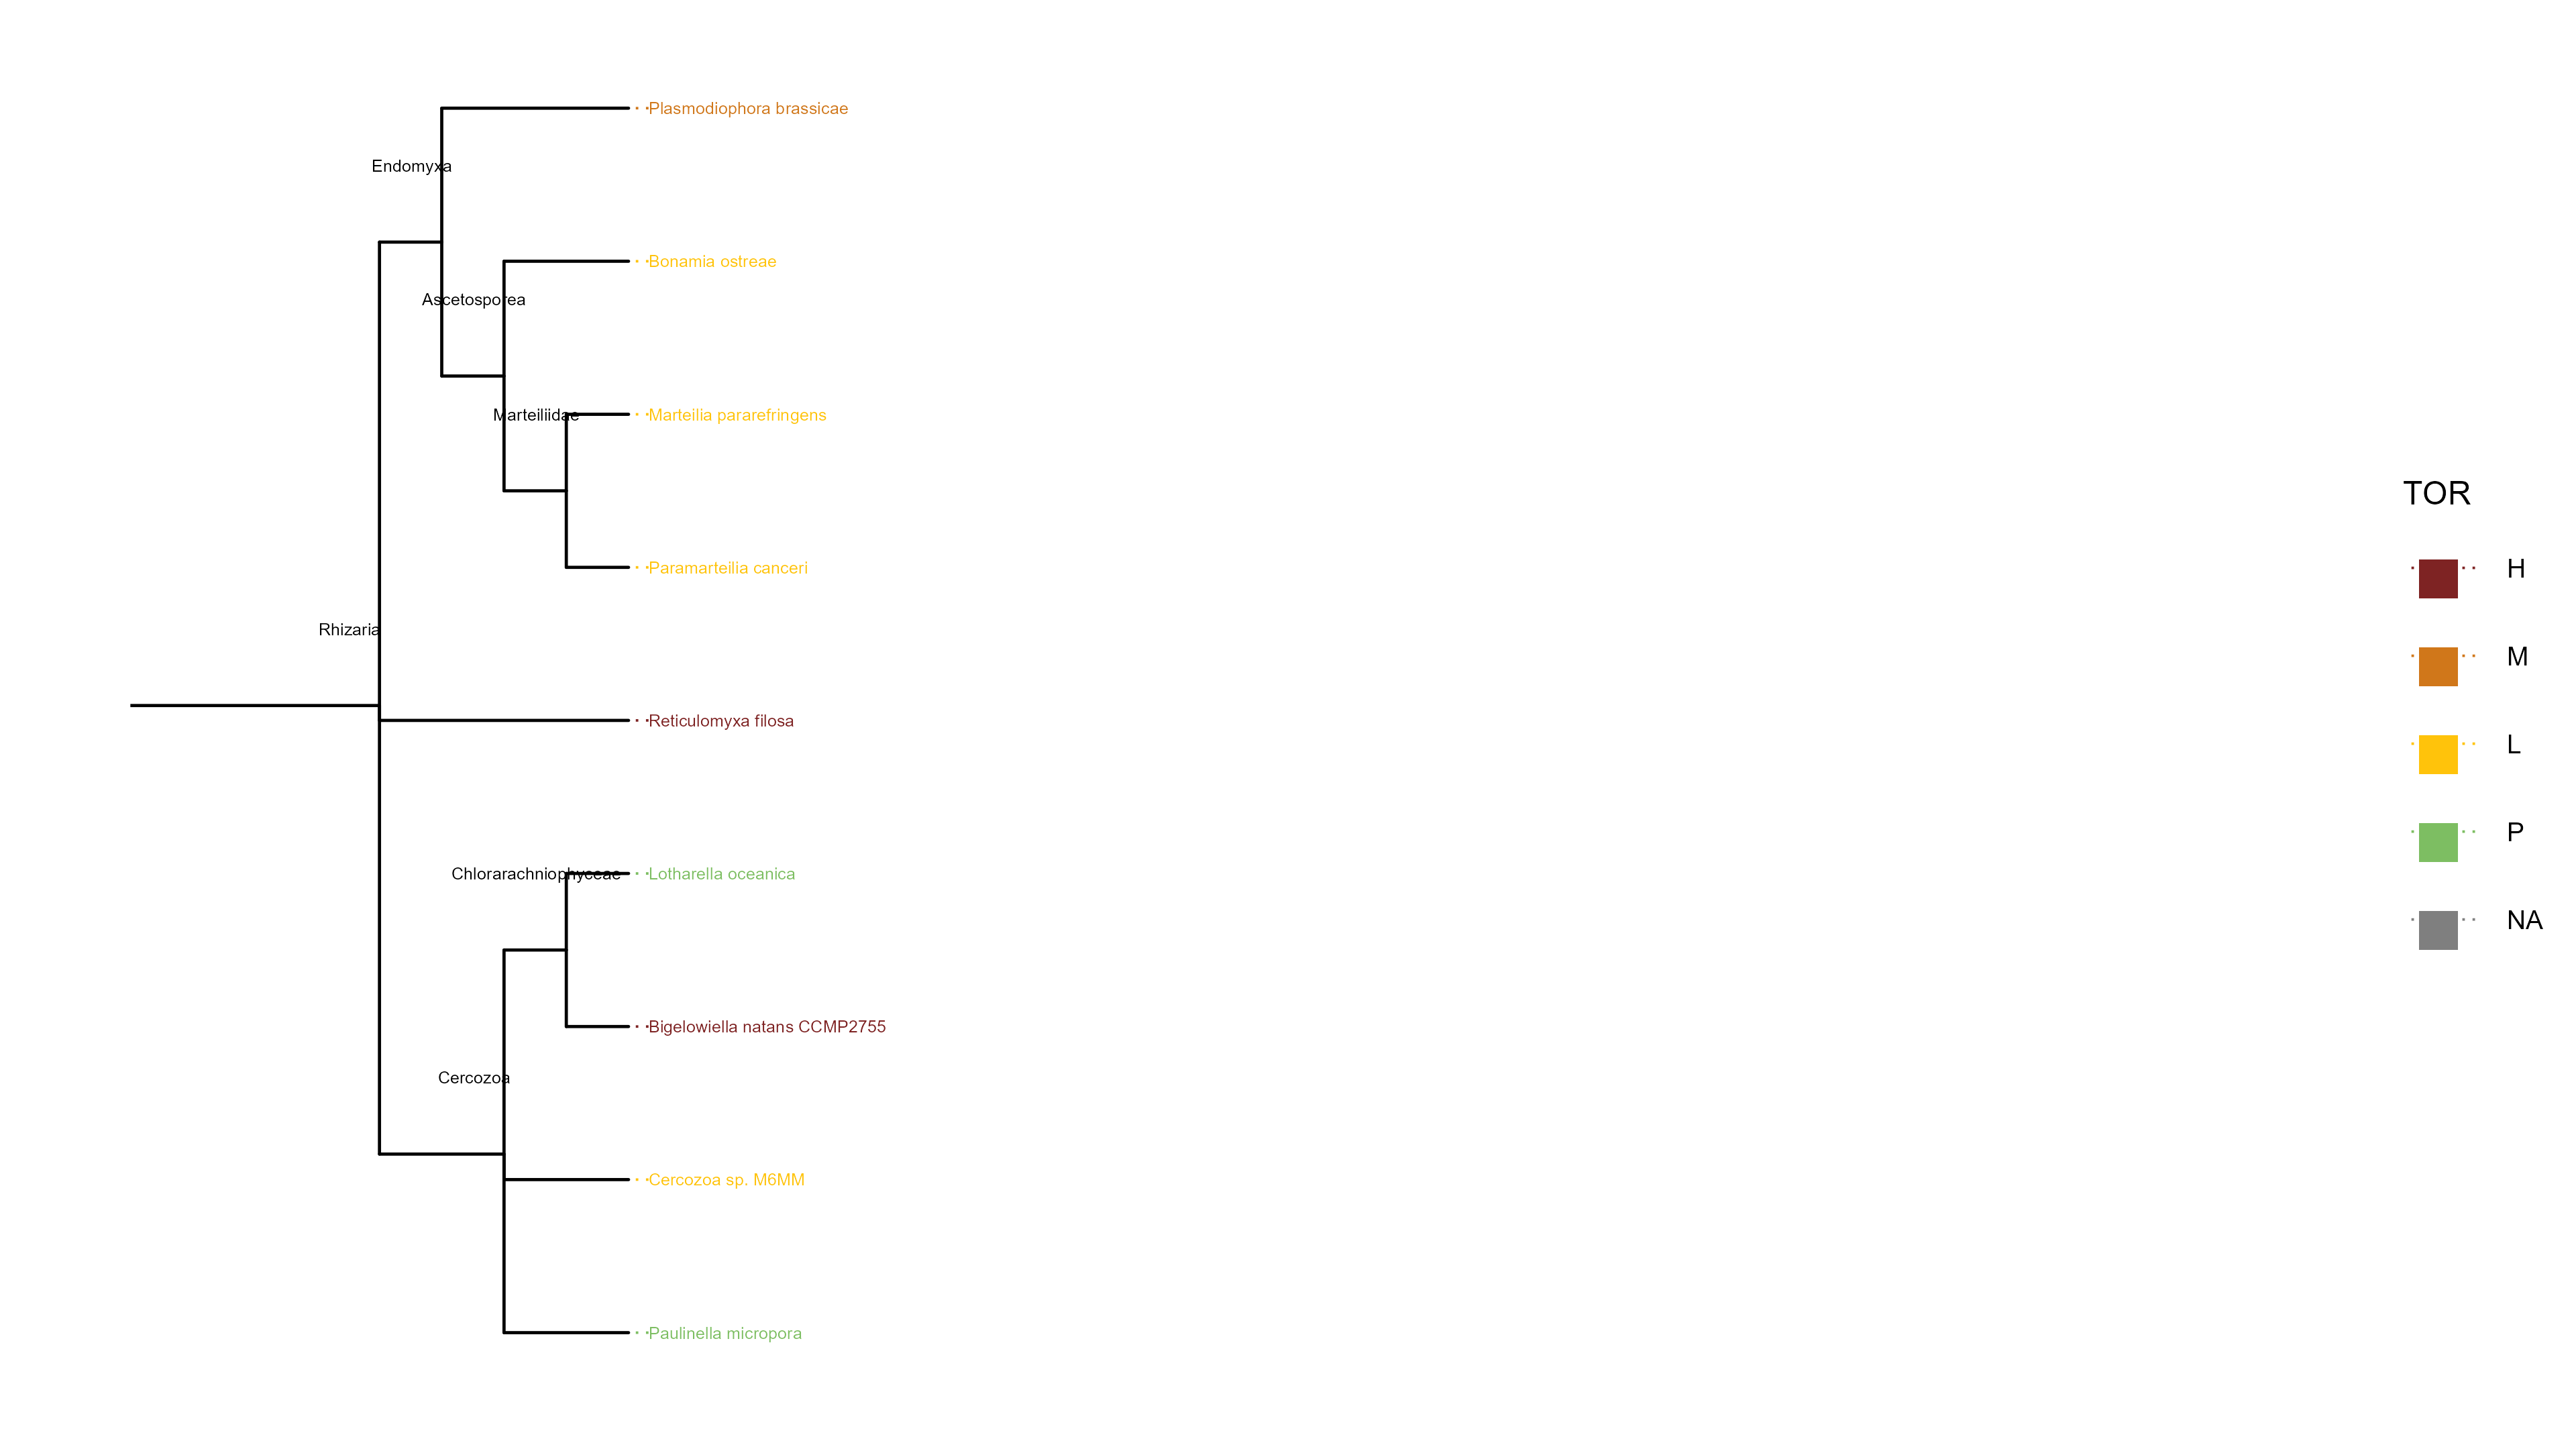 Plasmodiophora brassicae
Endomyxa
Bonamia ostreae
Ascetosporea
Marteiliidae
Marteilia pararefringens
Paramarteilia canceri
Rhizaria
Reticulomyxa filosa
Chlorarachniophyceae
Lotharella oceanica
Bigelowiella natans CCMP2755
Cercozoa
Cercozoa sp. M6MM
Paulinella micropora
TOR
H
M
L
P
NA